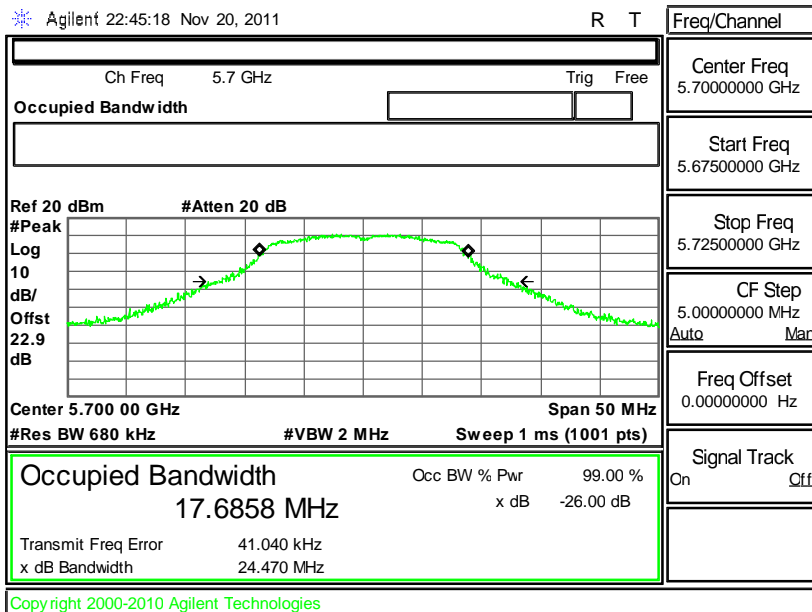 Agilent 22:45:18 Nov 20, 2011 R T
Ch Freq 5.7 GHz Trig Free
Occupied Bandwidth
Ref 20 dBm #Atten 20 dB
#Peak
Log
10
dB/
Offst
22.9
dB
Center 5.700 00 GHz Span 50 MHz
#Res BW 680 kHz #VBW 2 MHz Sweep 1 ms (1001 pts)
Occupied Bandwidth
17.6858 MHz
Occ BW % Pwr 99.00 %
x dB -26.00 dB
Transmit Freq Error 41.040 kHz
x dB Bandwidth 24.470 MHz
Copyright 2000-2010 Agilent Technologies
Freq/Channel
Center Freq
5.70000000 GHz
Start Freq
5.67500000 GHz
Stop Freq
5.72500000 GHz
CF Step
5.00000000 MHz
Auto Man
Freq Offset
0.00000000 Hz
Signal Track
On Off